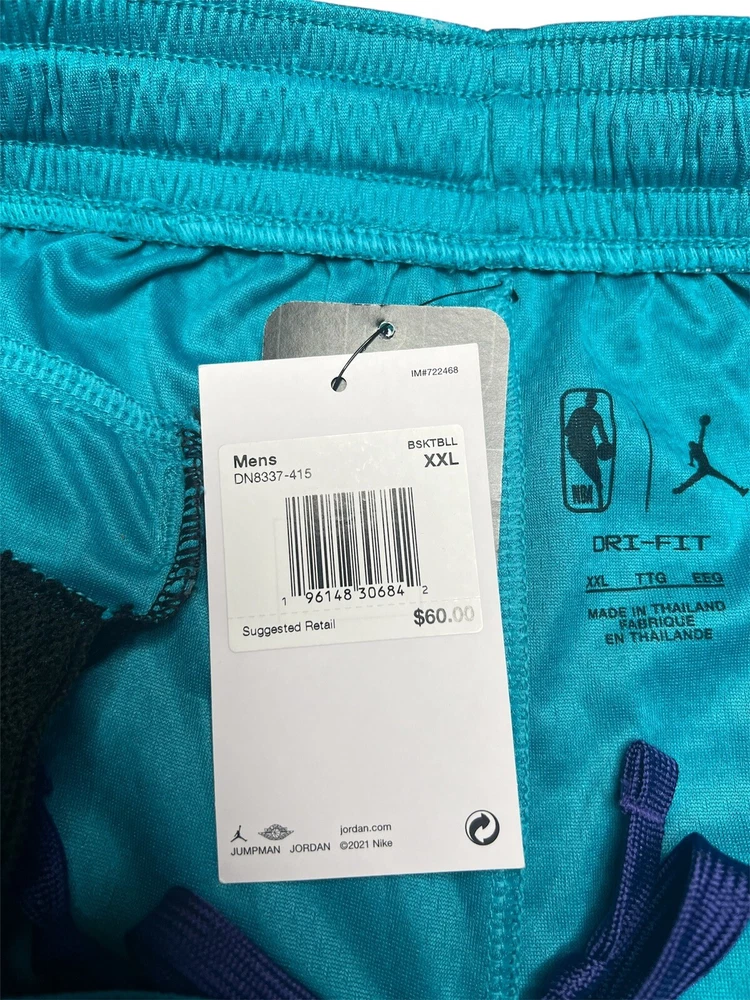 IM#722468
BSKTBLL
Mens XXL
DN8337-415
1 96148 30684 2
Suggested Retail $60.00
jordan.com
JUMPMAN JORDAN ©2021 Nike
NBA
DRI-FIT
XXL TTG EEG
MADE IN THAILAND
FABRIQUE
EN THAILANDE